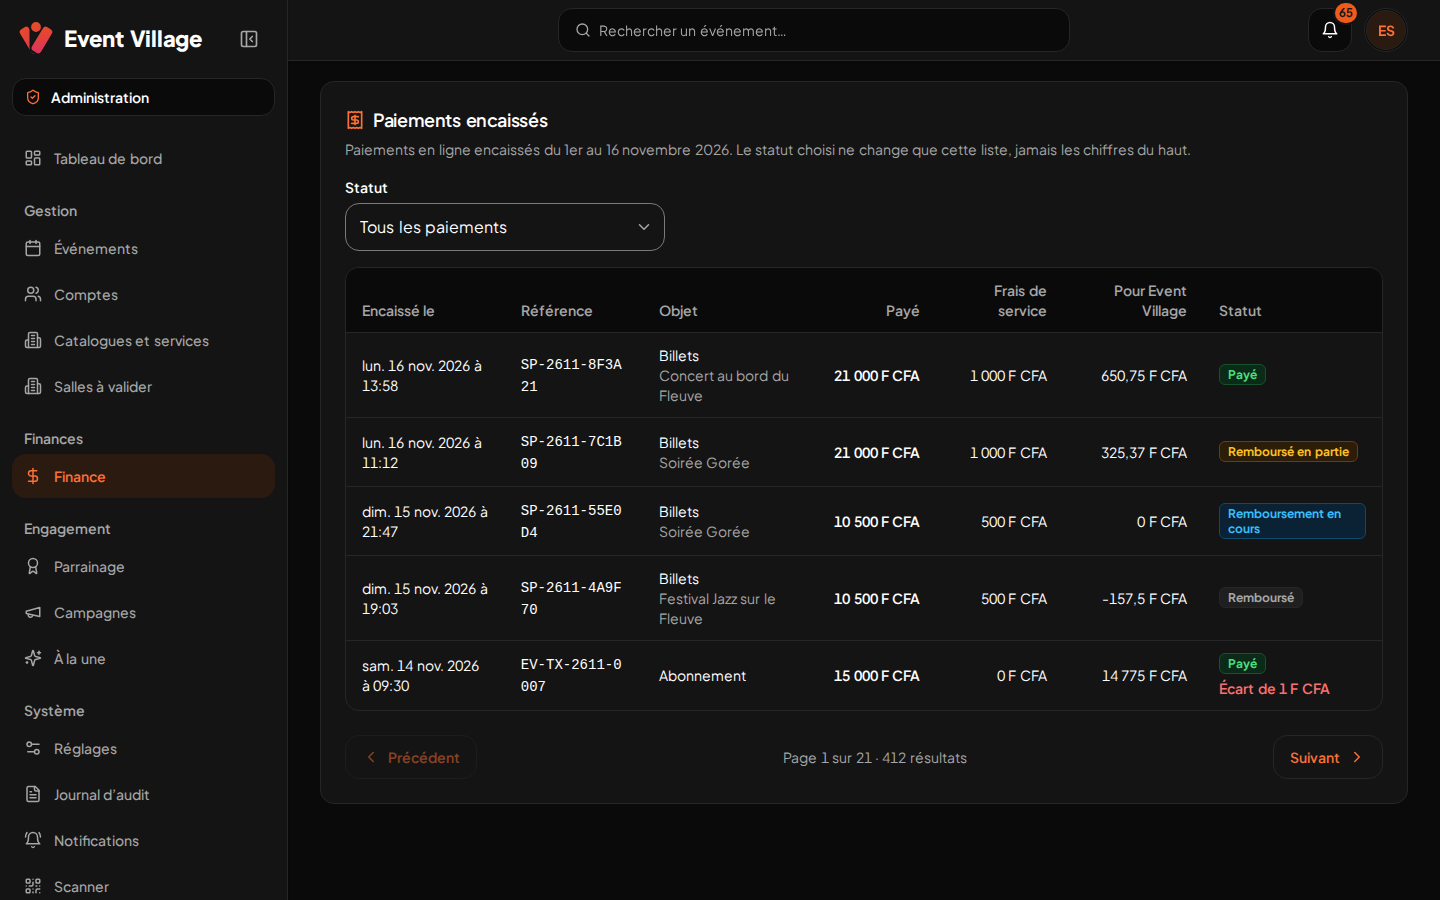 Event Village
Administration
Tableau de bord
Gestion
Événements
Comptes
Catalogues et services
Salles à valider
Finances
Finance
Engagement
Parrainage
Campagnes
À la une
Système
Réglages
Journal d'audit
Notifications
Scanner
Rechercher un événement...
65
ES
Paiements encaissés
Paiements en ligne encaissés du 1er au 16 novembre 2026. Le statut choisi ne change que cette liste, jamais les chiffres du haut.
Statut
Tous les paiements
Encaissé le Référence Objet Payé Frais de service Pour Event Village Statut
lun. 16 nov. 2026 à
13:58
SP-2611-8F3A
21
Billets
Concert au bord du
Fleuve
21 000 F CFA
1 000 F CFA
650,75 F CFA
Payé
lun. 16 nov. 2026 à
11:12
SP-2611-7C1B
09
Billets
Soirée Gorée
21 000 F CFA
1 000 F CFA
325,37 F CFA
Remboursé en partie
dim. 15 nov. 2026 à
21:47
SP-2611-55E0
D4
Billets
Soirée Gorée
10 500 F CFA
500 F CFA
0 F CFA
Remboursement en
cours
dim. 15 nov. 2026 à
19:03
SP-2611-4A9F
70
Billets
Festival Jazz sur le
Fleuve
10 500 F CFA
500 F CFA
-157,5 F CFA
Remboursé
sam. 14 nov. 2026
à 09:30
EV-TX-2611-0
007
Abonnement
15 000 F CFA
0 F CFA
14 775 F CFA
Payé
Écart de 1 F CFA
Précédent
Page 1 sur 21 · 412 résultats
Suivant